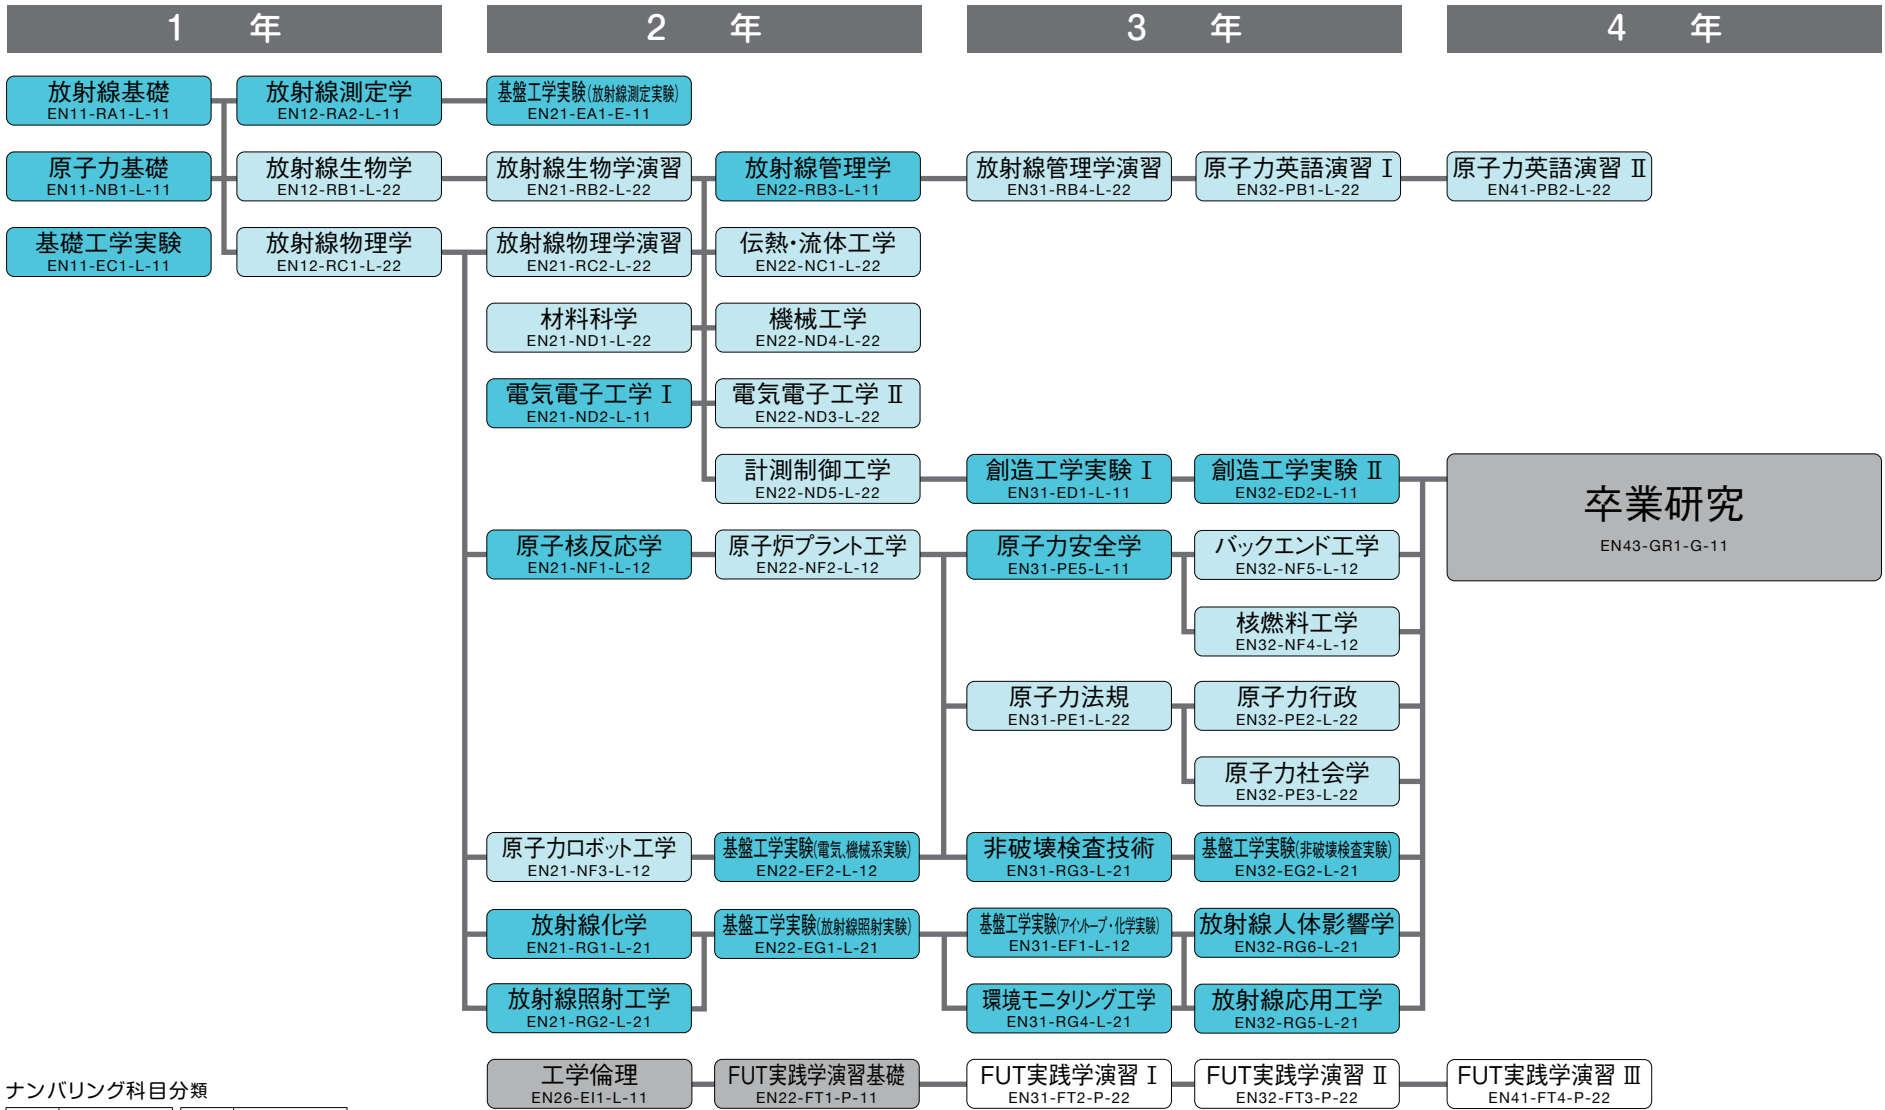 1 年
2 年
3 年
4 年
放射線基礎
EN11-RA1-L-11
放射線測定学
EN12-RA2-L-11
基盤工学実験(放射線測定実験)
EN21-EA1-E-11
原子力基礎
EN11-NB1-L-11
放射線生物学
EN12-RB1-L-22
放射線生物学演習
EN21-RB2-L-22
放射線管理学
EN22-RB3-L-11
放射線管理学演習
EN31-RB4-L-22
原子力英語演習 Ⅰ
EN32-PB1-L-22
原子力英語演習 Ⅱ
EN41-PB2-L-22
基礎工学実験
EN11-EC1-L-11
放射線物理学
EN12-RC1-L-22
放射線物理学演習
EN21-RC2-L-22
伝熱・流体工学
EN22-NC1-L-22
材料科学
EN21-ND1-L-22
機械工学
EN22-ND4-L-22
電気電子工学 Ⅰ
EN21-ND2-L-11
電気電子工学 Ⅱ
EN22-ND3-L-22
計測制御工学
EN22-ND5-L-22
創造工学実験 Ⅰ
EN31-ED1-L-11
創造工学実験 Ⅱ
EN32-ED2-L-11
卒業研究
EN43-GR1-G-11
原子核反応学
EN21-NF1-L-12
原子炉プラント工学
EN22-NF2-L-12
原子力安全学
EN31-PE5-L-11
バックエンド工学
EN32-NF5-L-12
核燃料工学
EN32-NF4-L-12
原子力法規
EN31-PE1-L-22
原子力行政
EN32-PE2-L-22
原子力社会学
EN32-PE3-L-22
原子力ロボット工学
EN21-NF3-L-12
基盤工学実験(電気、機械系実験)
EN22-EF2-L-12
非破壊検査技術
EN31-RG3-L-21
基盤工学実験(非破壊検査実験)
EN32-EG2-L-21
放射線化学
EN21-RG1-L-21
基盤工学実験(放射線照射実験)
EN22-EG1-L-21
基盤工学実験(アイソトープ・化学実験)
EN31-EF1-L-12
放射線人体影響学
EN32-RG6-L-21
放射線照射工学
EN21-RG2-L-21
環境モニタリング工学
EN31-RG4-L-21
放射線応用工学
EN32-RG5-L-21
工学倫理
EN26-EI1-L-11
FUT実践学演習基礎
EN22-FT1-P-11
FUT実践学演習 Ⅰ
EN31-FT2-P-22
FUT実践学演習 Ⅱ
EN32-FT3-P-22
FUT実践学演習 Ⅲ
EN41-FT4-P-22
ナンバリング科目分類